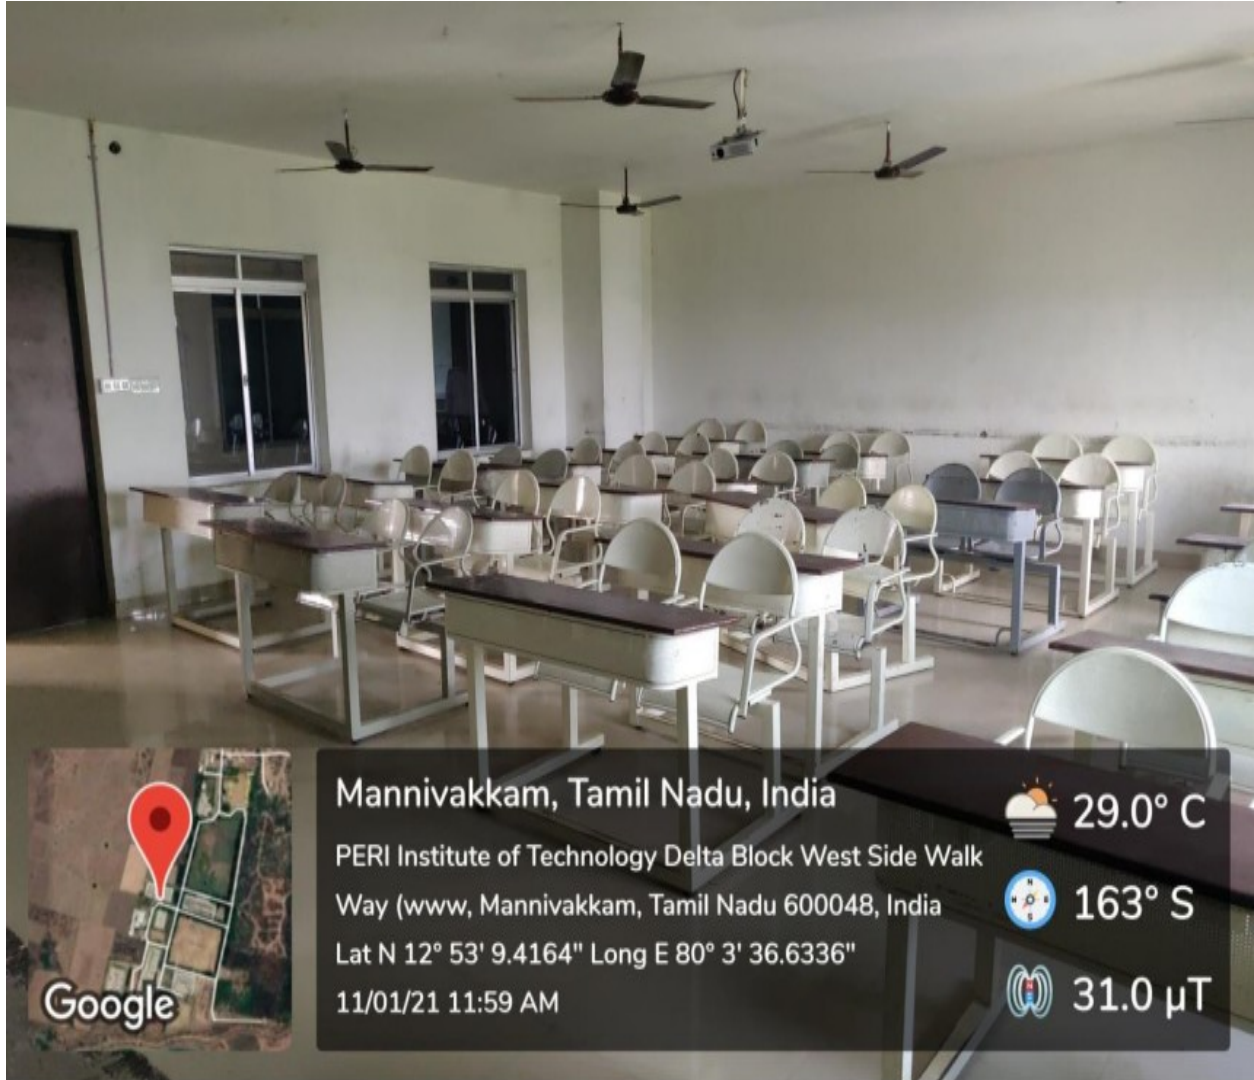 Mannivakkam, Tamil Nadu, India
PERI Institute of Technology Delta Block West Side Walk
Way (www, Mannivakkam, Tamil Nadu 600048, India
Lat N 12° 53' 9.4164" Long E 80° 3' 36.6336"
11/01/21 11:59 AM
29.0° C
163° S
31.0 µT
Google